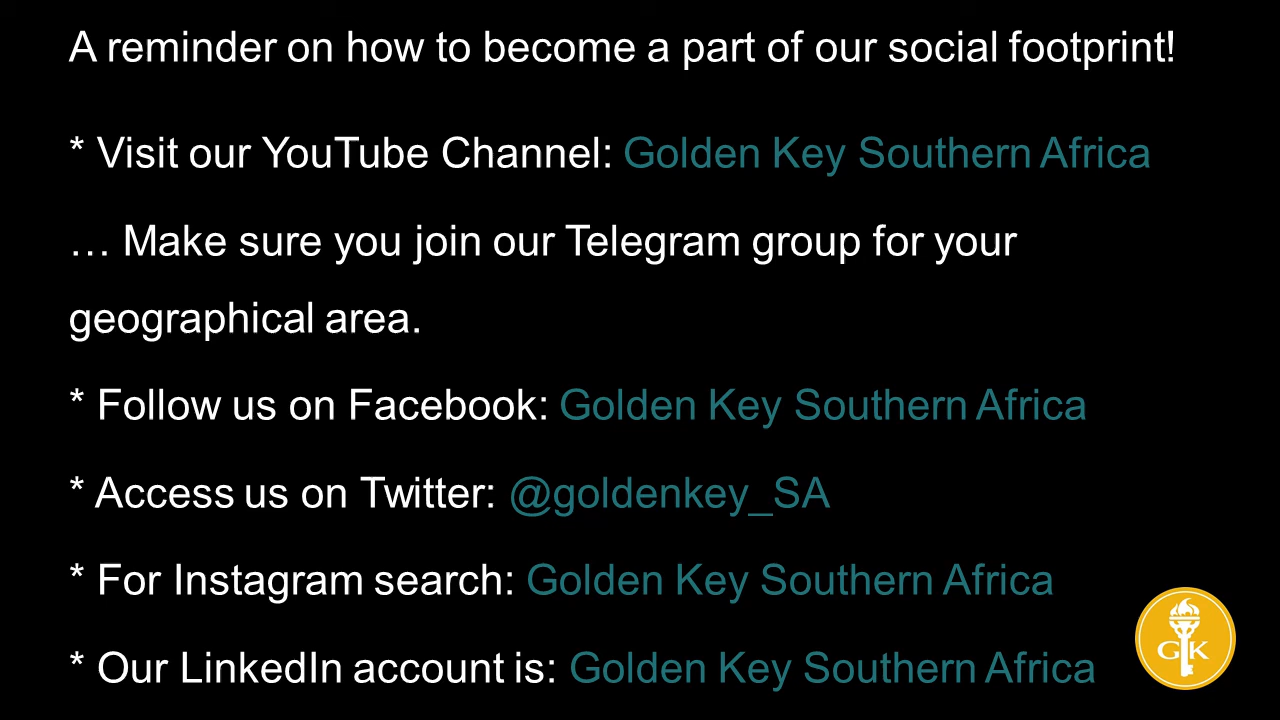 A reminder on how to become a part of our social footprint!
* Visit our YouTube Channel: Golden Key Southern Africa
… Make sure you join our Telegram group for your
geographical area.
* Follow us on Facebook: Golden Key Southern Africa
* Access us on Twitter: @goldenkey_SA
* For Instagram search: Golden Key Southern Africa
* Our LinkedIn account is: Golden Key Southern Africa
G K